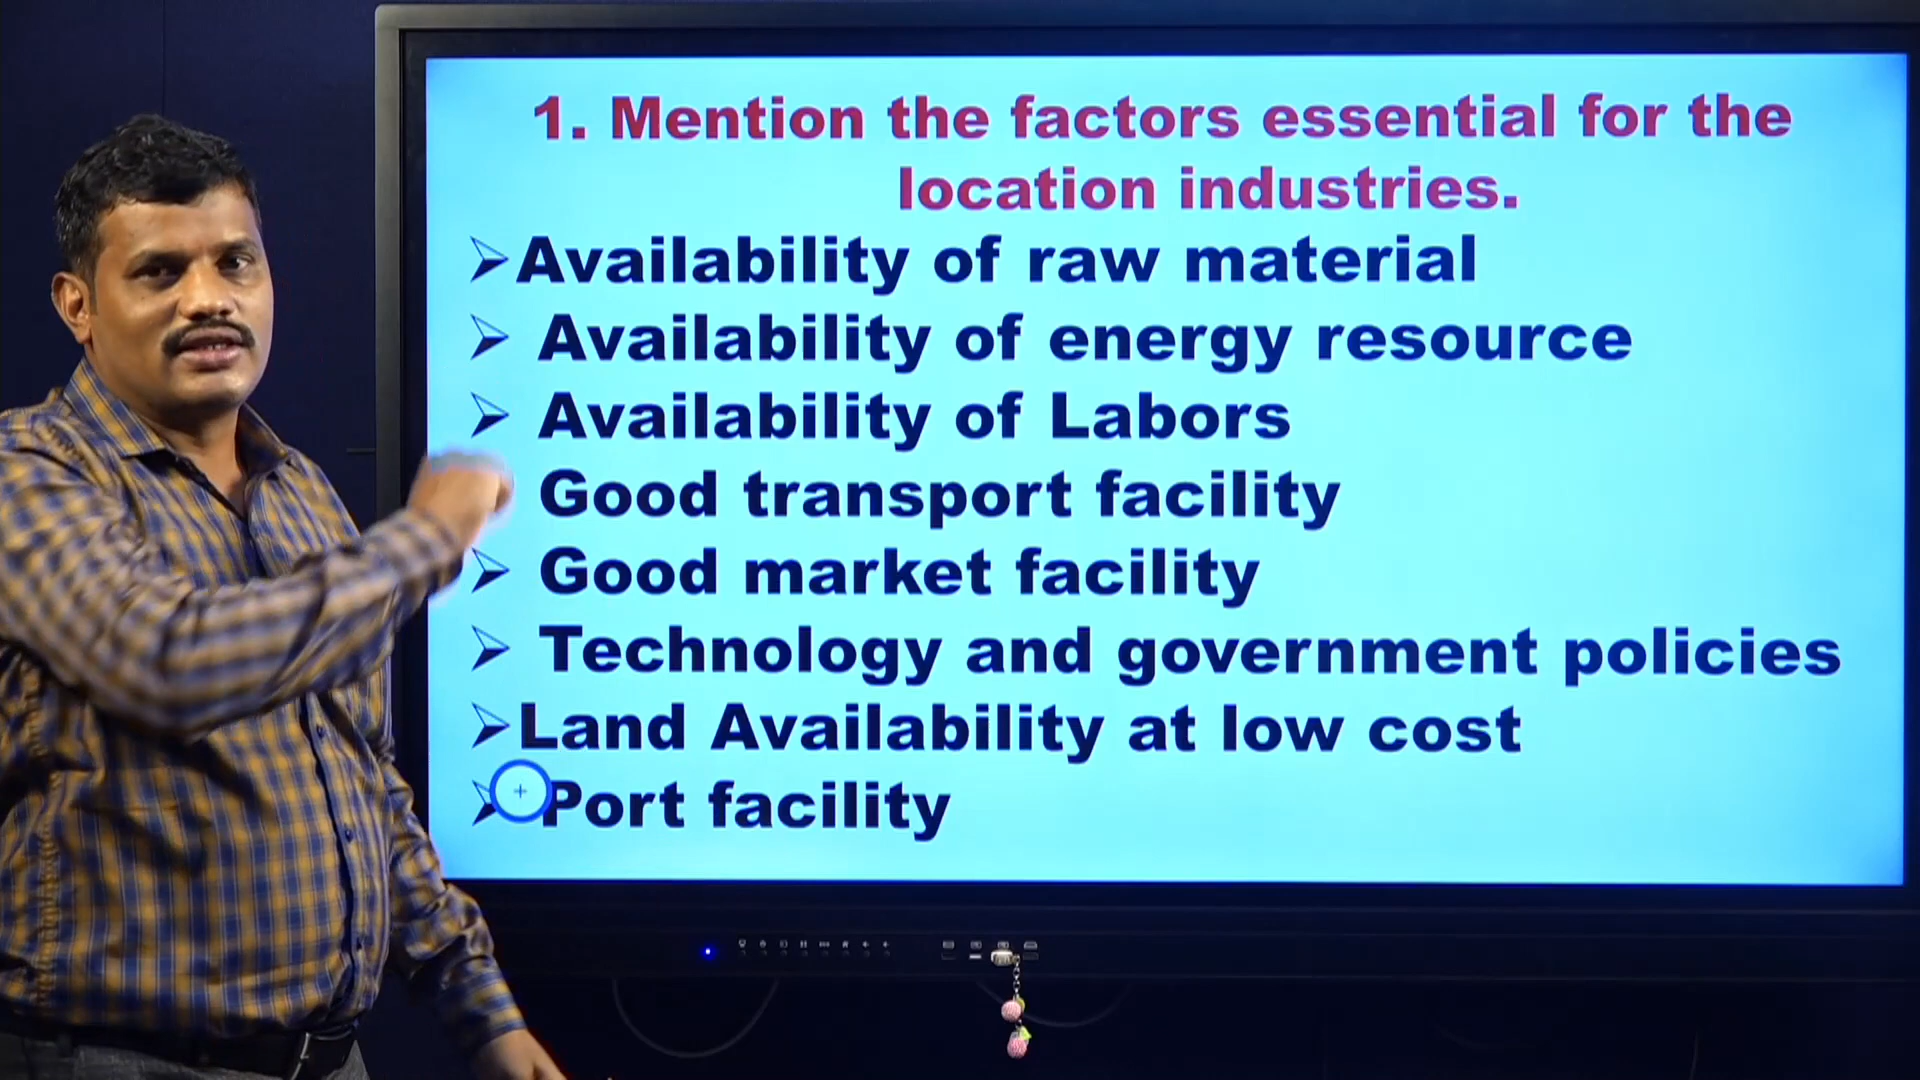 1. Mention the factors essential for the
location industries.
Availability of raw material
Availability of energy resource
Availability of Labors
Good transport facility
Good market facility
Technology and government policies
Land Availability at low cost
Port facility